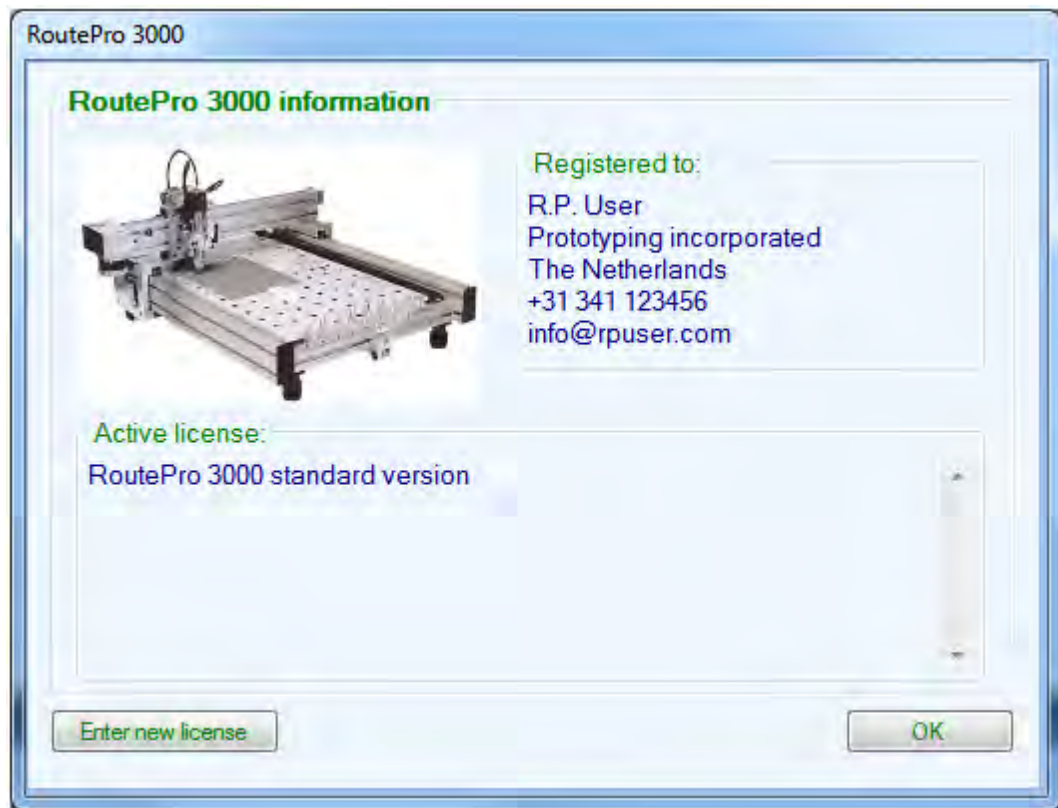 RoutePro 3000
RoutePro 3000 information
Registered to:
R.P. User
Prototyping incorporated
The Netherlands
+31 341 123456
info@rpuser.com
Active license:
RoutePro 3000 standard version
Enter new license
OK